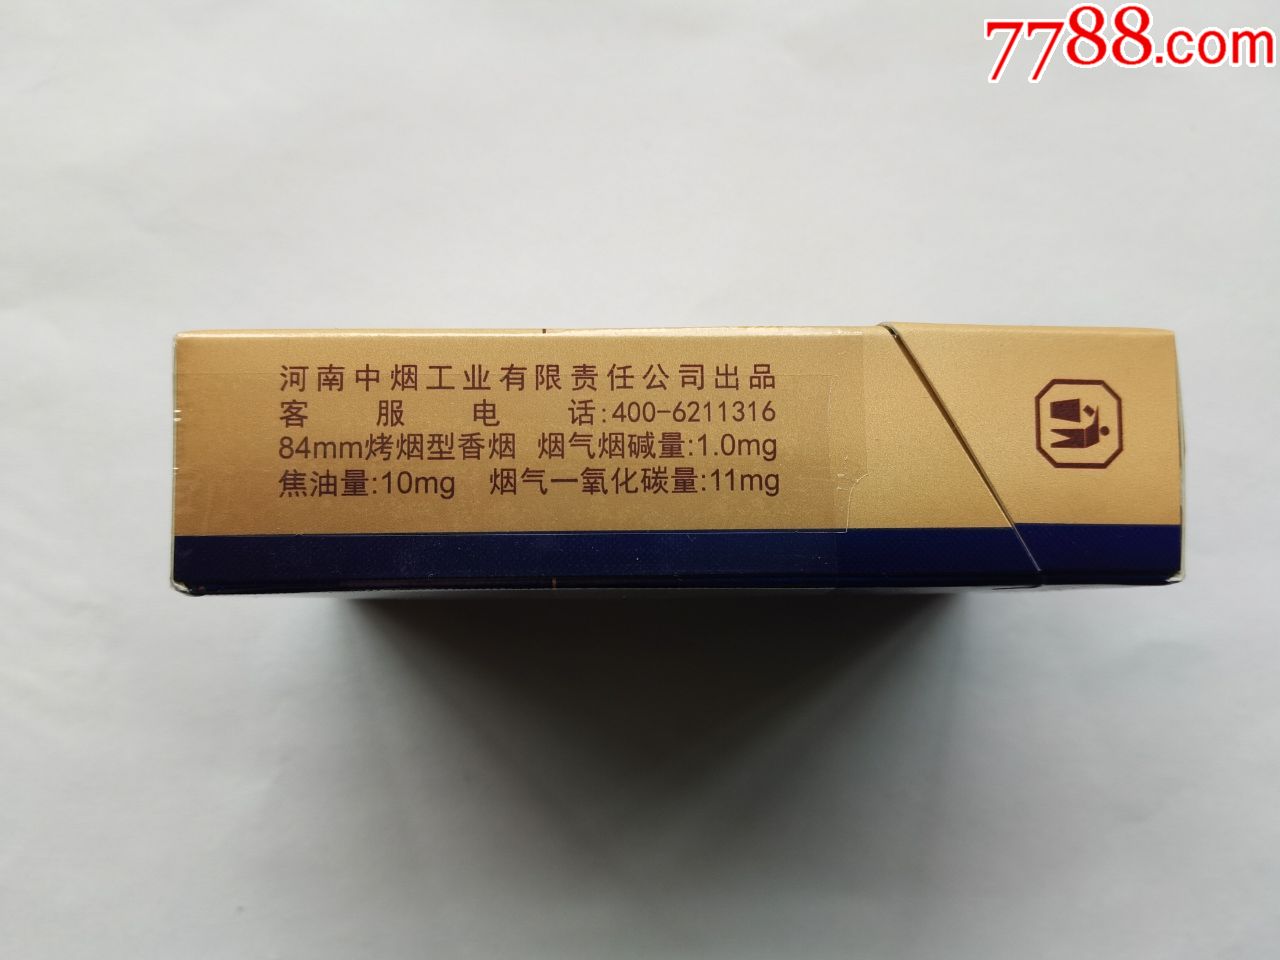 7788.com
河南中烟工业有限责任公司出品
客服电话:400-6211316
84mm烤烟型香烟 烟气烟碱量:1.0mg
焦油量:10mg 烟气一氧化碳量:11mg